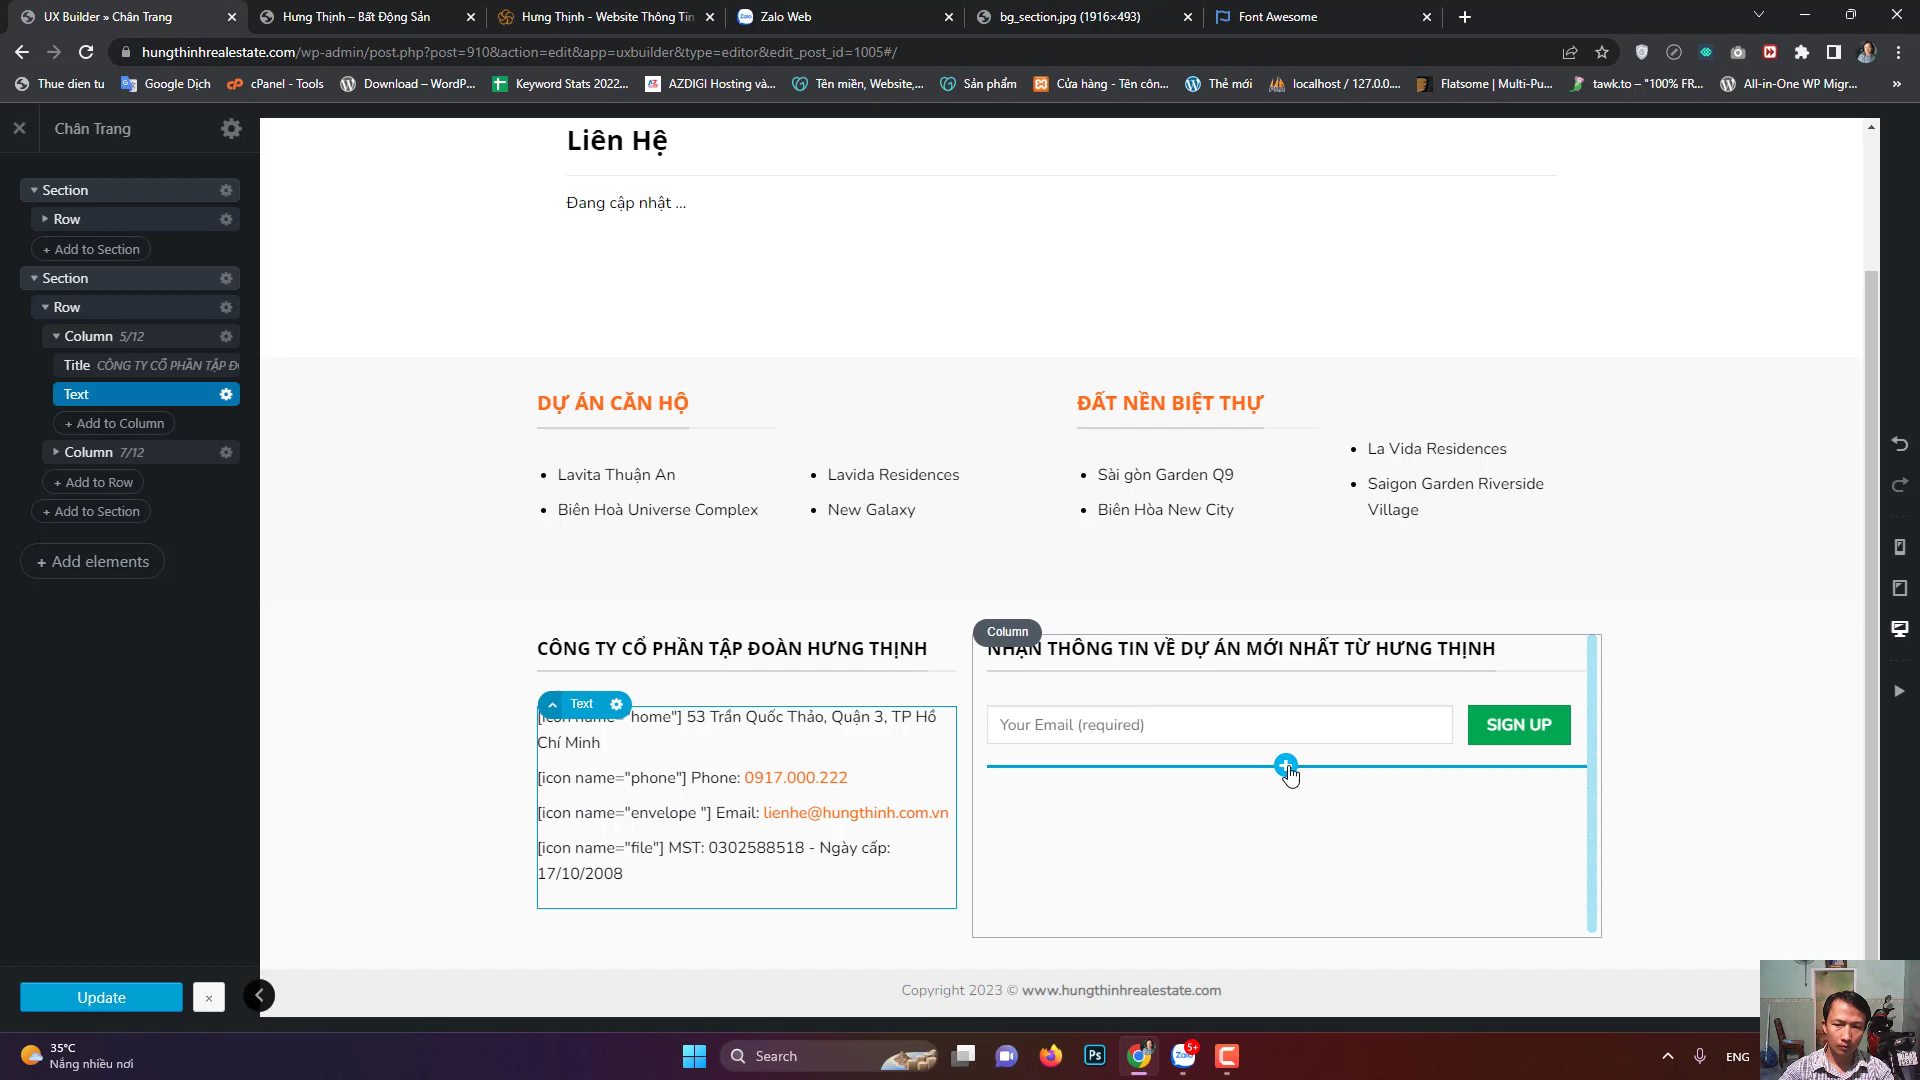 UX Builder » Chân Trang
Hưng Thịnh – Bất Động Sản
Hưng Thịnh - Website Thông Tin
Zalo Web
bg_section.jpg (1916×493)
Font Awesome
hungthinhrealestate.com/wp-admin/post.php?post=910&action=edit&app=uxbuilder&type=editor&edit_post_id=1005#/
Thue dien tu
Google Dịch
cPanel - Tools
Download – WordP...
Keyword Stats 2022...
AZDIGI Hosting và...
Tên miền, Website,...
Sản phẩm
Cửa hàng - Tên côn...
Thẻ mới
localhost / 127.0.0....
Flatsome | Multi-Pu...
tawk.to – "100% FR...
All-in-One WP Migr...
»
Chân Trang
Section
Row
+ Add to Section
Section
Row
Column 5/12
Title CÔNG TY CỔ PHẦN TẬP Đ
Text
+ Add to Column
Column 7/12
+ Add to Row
+ Add to Section
+ Add elements
Update
×
Liên Hệ
Đang cập nhật ...
DỰ ÁN CĂN HỘ
Lavita Thuận An
Biên Hoà Universe Complex
Lavida Residences
New Galaxy
ĐẤT NỀN BIỆT THỰ
Sài gòn Garden Q9
Biên Hòa New City
La Vida Residences
Saigon Garden Riverside
Village
CÔNG TY CỔ PHẦN TẬP ĐOÀN HƯNG THỊNH
Text
[icon name="home"] 53 Trần Quốc Thảo, Quận 3, TP Hồ
Chí Minh
[icon name="phone"] Phone: 0917.000.222
[icon name="envelope "] Email: lienhe@hungthinh.com.vn
[icon name="file"] MST: 0302588518 - Ngày cấp:
17/10/2008
Column
NHẬN THÔNG TIN VỀ DỰ ÁN MỚI NHẤT TỪ HƯNG THỊNH
Your Email (required)
SIGN UP
Copyright 2023 © www.hungthinhrealestate.com
35°C
Nắng nhiều nơi
Search
Ps
Zalo
5+
ENG